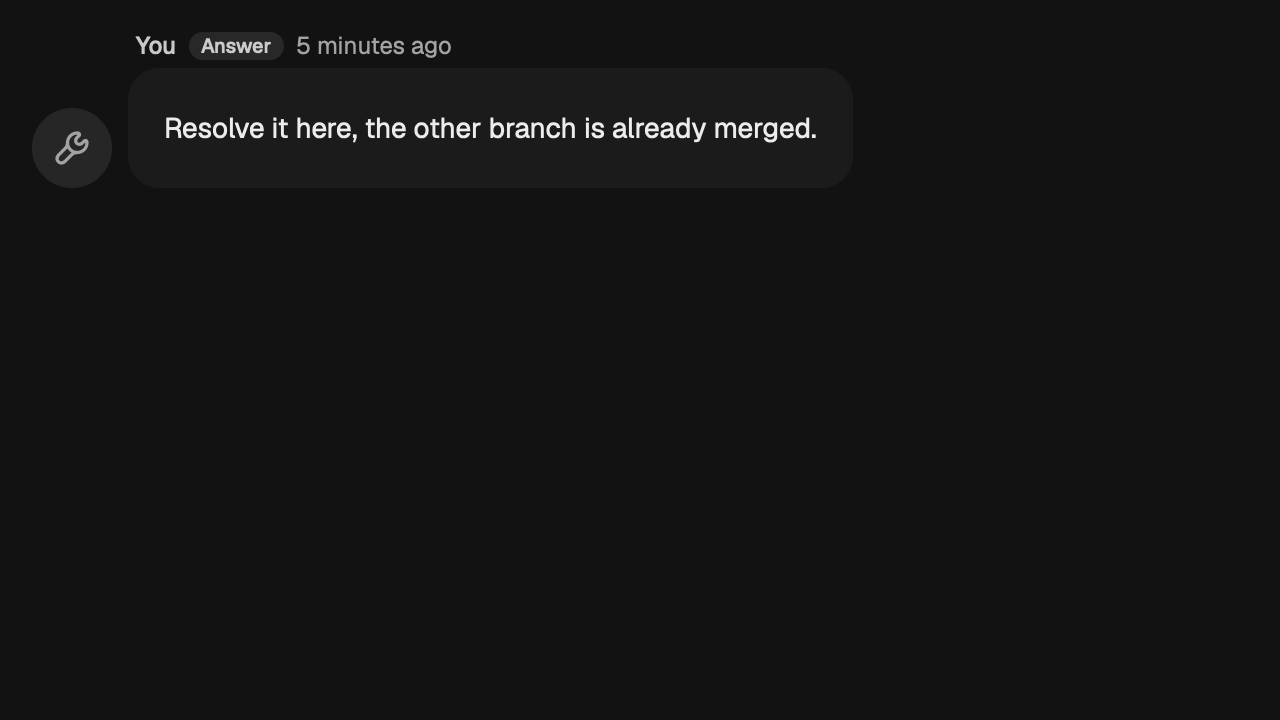 You Answer 5 minutes ago
Resolve it here, the other branch is already merged.